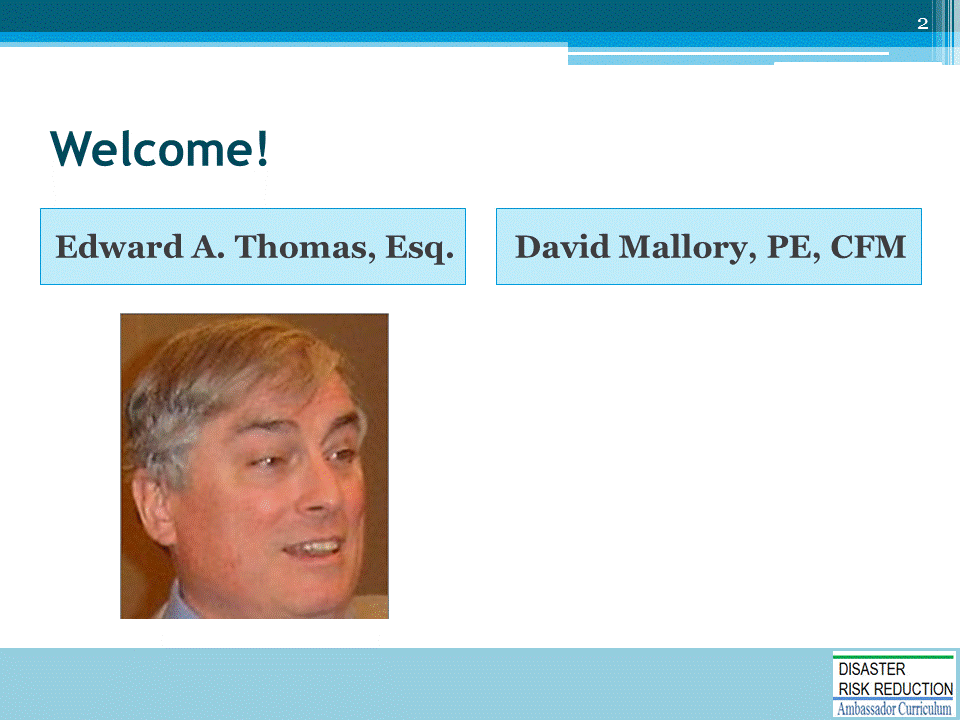 2
Welcome!
Edward A. Thomas, Esq.
David Mallory, PE, CFM
DISASTER
RISK REDUCTION
Ambassador Curriculum